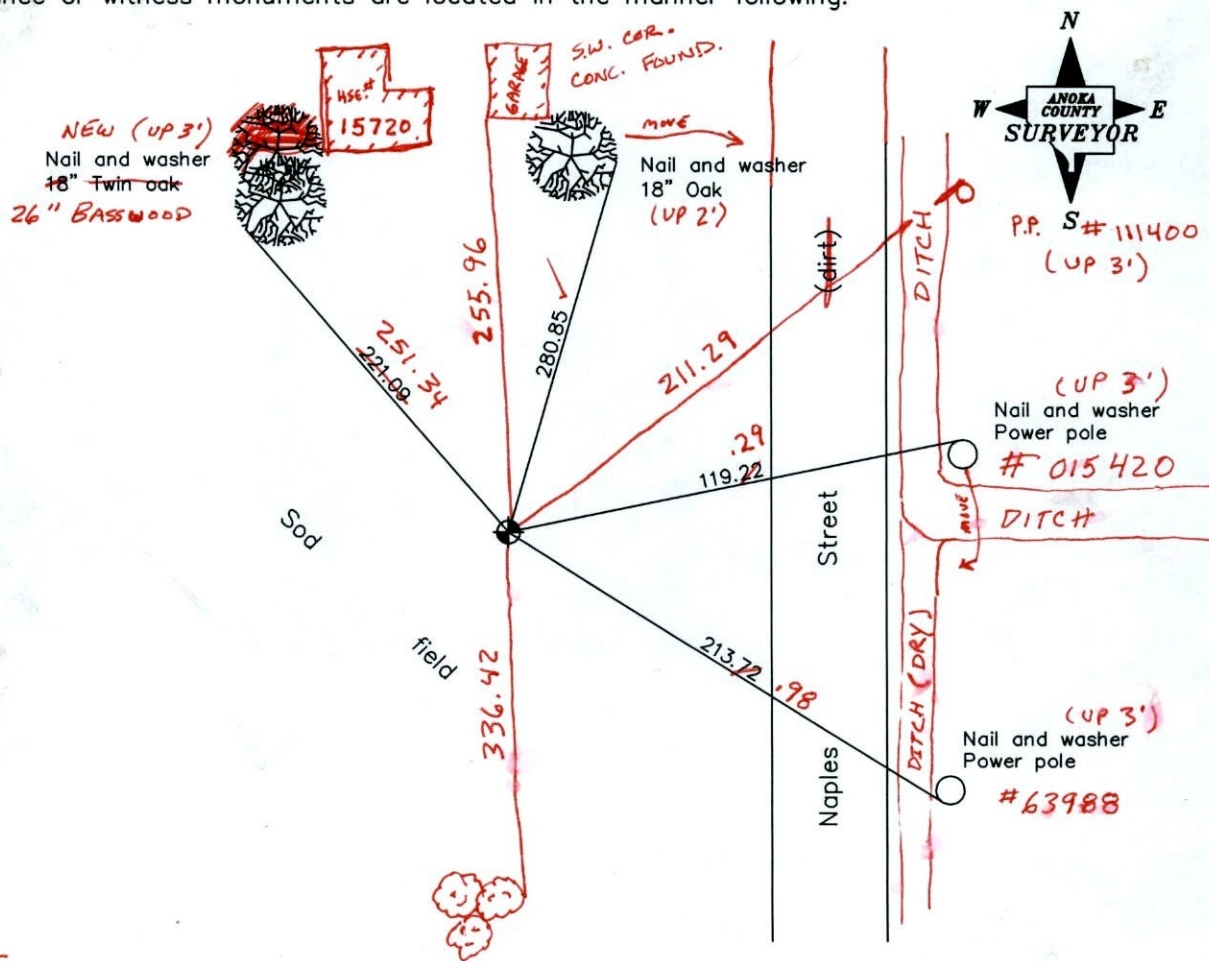 nce or witness monuments are located in the manner following:
N
W
ANOKA
COUNTY
E
SURVEYOR
S
HSE.#
15720
GARAGE
S.W. COR.
CONC. FOUND.
NEW (UP 3')
Nail and washer
18" Twin oak
26" BASSWOOD
MOVE
Nail and washer
18" Oak
(UP 2')
P.P. # 111400
(UP 3')
DITCH
(dirt)
255.96
280.85
251.34
221.09
211.29
.29
119.22
(UP 3')
Nail and washer
Power pole
# 015420
MOVE
DITCH
Street
Sod
field
336.42
213.72
.98
DITCH (DRY)
Naples
(UP 3')
Nail and washer
Power pole
#63988